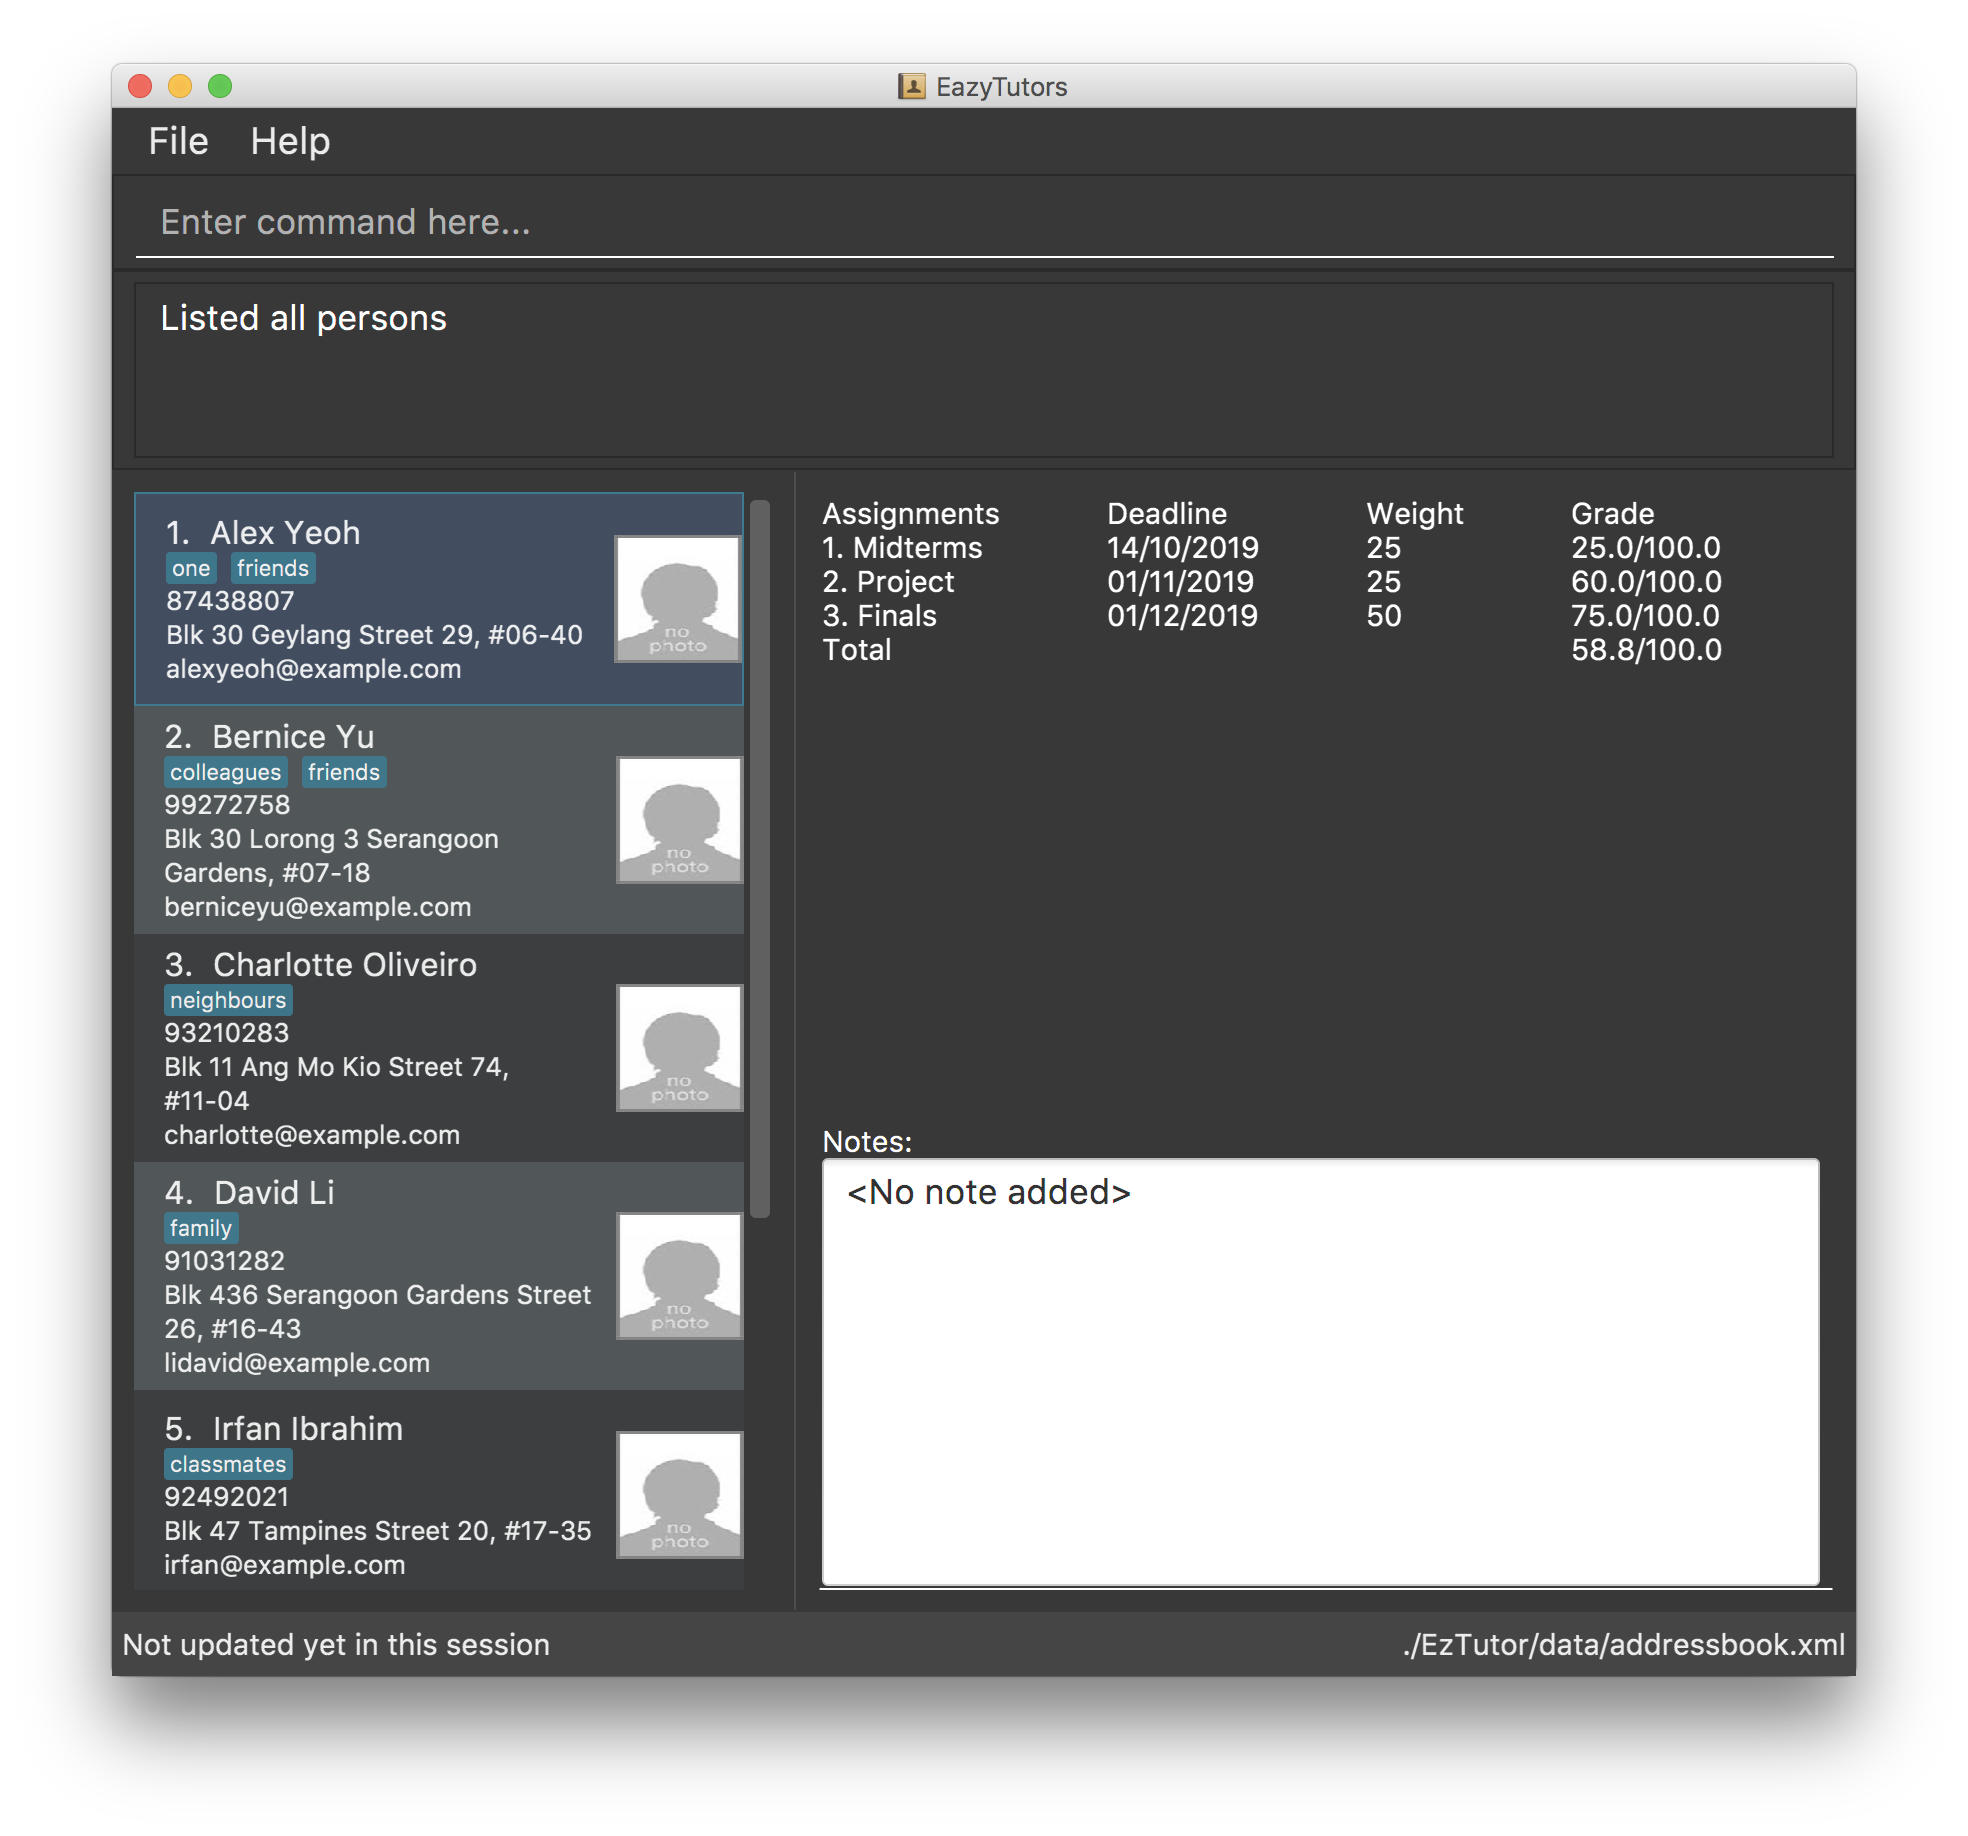 EazyTutors
File Help
Enter command here...
Listed all persons
1. Alex Yeoh
one friends
87438807
Blk 30 Geylang Street 29, #06-40
alexyeoh@example.com
no
photo
2. Bernice Yu
colleagues friends
99272758
Blk 30 Lorong 3 Serangoon
Gardens, #07-18
berniceyu@example.com
no
photo
3. Charlotte Oliveiro
neighbours
93210283
Blk 11 Ang Mo Kio Street 74,
#11-04
charlotte@example.com
no
photo
4. David Li
family
91031282
Blk 436 Serangoon Gardens Street
26, #16-43
lidavid@example.com
no
photo
5. Irfan Ibrahim
classmates
92492021
Blk 47 Tampines Street 20, #17-35
irfan@example.com
no
photo
Assignments Deadline Weight Grade
1. Midterms 14/10/2019 25 25.0/100.0
2. Project 01/11/2019 25 60.0/100.0
3. Finals 01/12/2019 50 75.0/100.0
Total 58.8/100.0
Notes:
<No note added>
Not updated yet in this session ./EzTutor/data/addressbook.xml